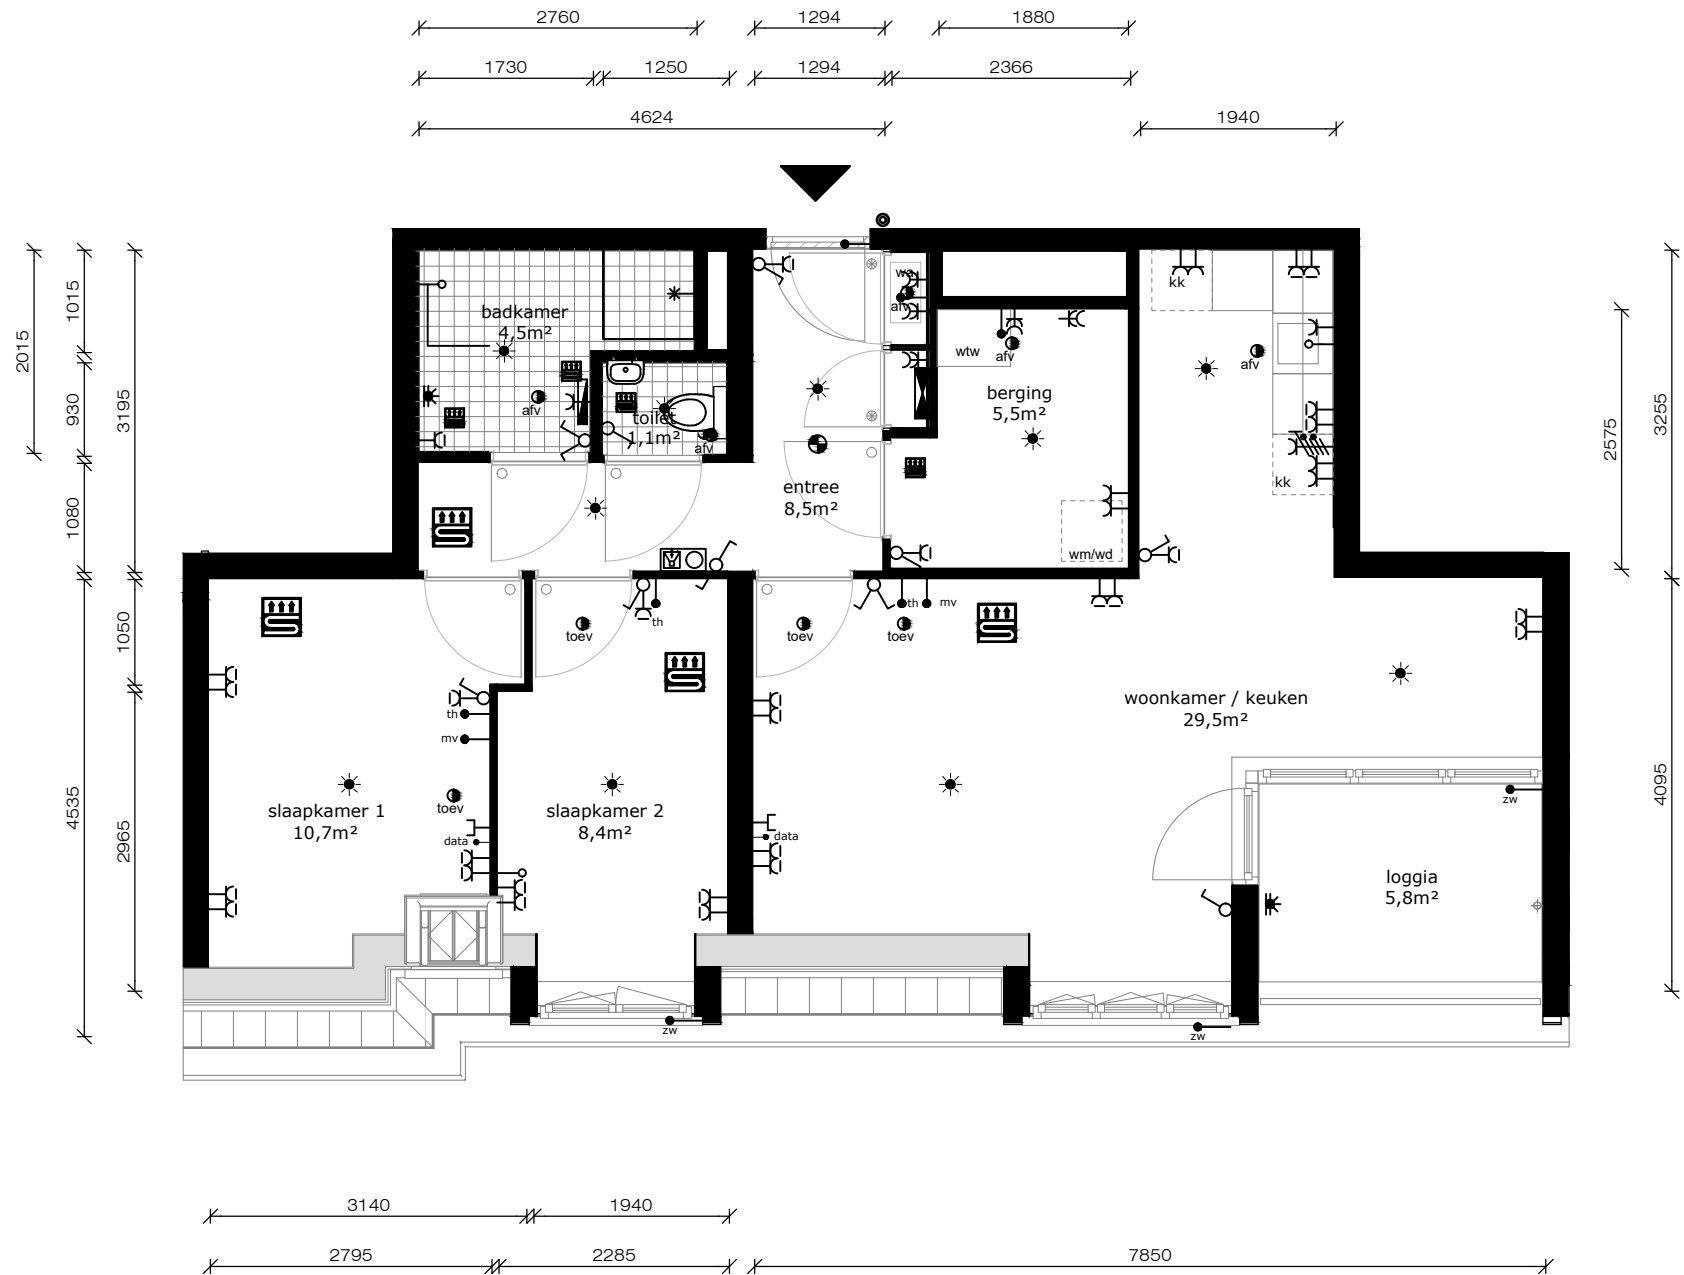 2760
1294
1880
1730
1250
1294
2366
4624
1940
2015
1015
930
1080
3195
1050
4535
2965
3255
2575
4095
badkamer
4,5m²
afv
toilet
1,1m²
afv
entree
8,5m²
afv
wtw
afv
berging
5,5m²
wm/wd
kk
afv
kk
toev
th
toev
th
mv
toev
th
mv
toev
data
slaapkamer 1
10,7m²
slaapkamer 2
8,4m²
data
woonkamer / keuken
29,5m²
zw
loggia
5,8m²
zw
zw
3140
1940
2795
2285
7850